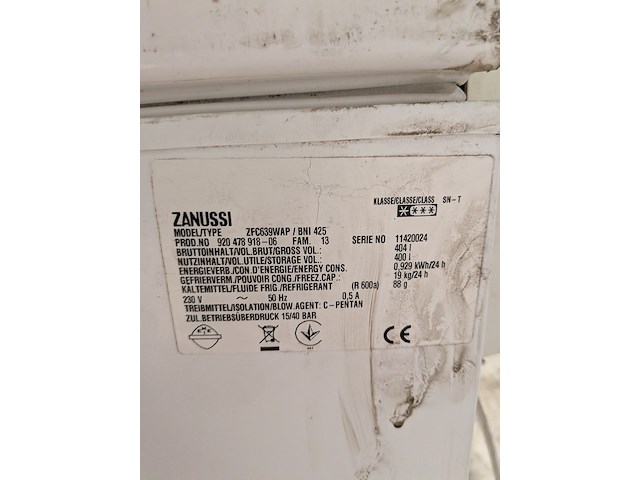 KLASSE/CLASSE/CLASS SN-T
ZANUSSI
MODELL/TYPE ZFC639WAP / BNI 425
PROD.NO 920 478 918-06 FAM. 13 SERIE NO 11420024
BRUTTOINHALT/VOL.BRUT/GROSS VOL.: 404 l
NUTZINHALT/VOL.UTILE/STORAGE VOL.: 400 l
ENERGIEVERB./CON.D'ENERGIE/ENERGY CONS. 0,929 kWh/24 h
GEFRIERVERM./POUVOIR CONG./FREEZ.CAP.: 19 kg/24 h
KALTEMITTEL/FLUIDE FRIG./REFRIGERANT (R 600a) 88 g
230 V ~ 50 Hz 0,5 A
TREIBMITTEL/ISOLATION/BLOW.AGENT: C-PENTAN
ZUL.BETRIEBSÜBERDRUCK 15/40 BAR
CE